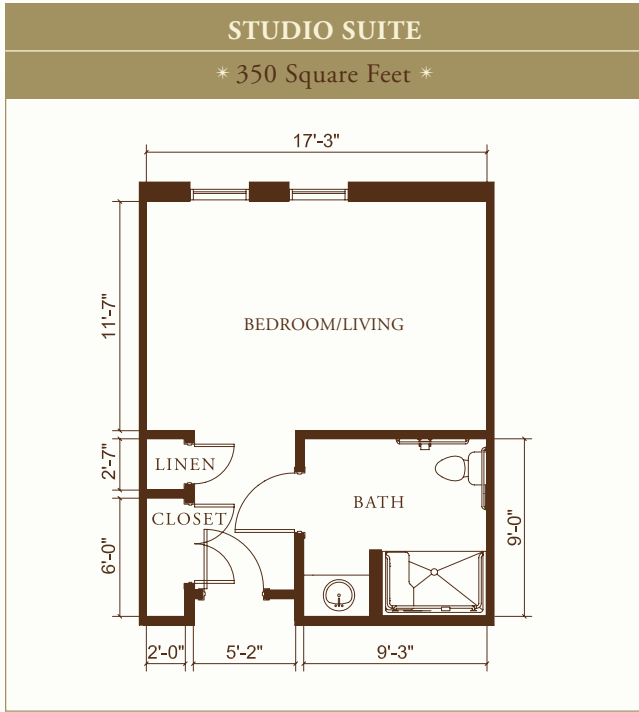 STUDIO SUITE
* 350 Square Feet *
17'-3"
11'-7"
BEDROOM/LIVING
2'-7"
LINEN
CLOSET
BATH
6'-0"
9'-0"
2'-0"
5'-2"
9'-3"